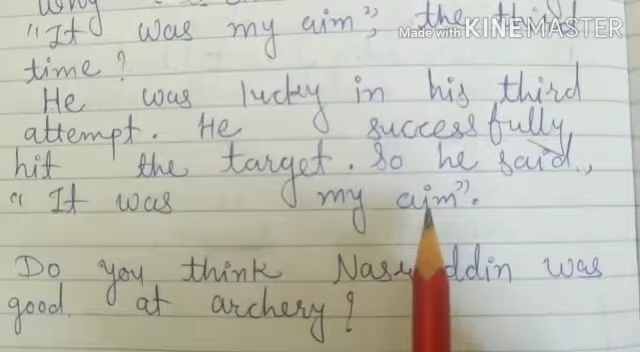 Why
"It was my aim", the third
Made with KINEMASTER
time?
He was lucky in his third
attempt. He successfully
hit the target. So he said,
"It was my aim".
Do you think Nasruddin was
good at archery?